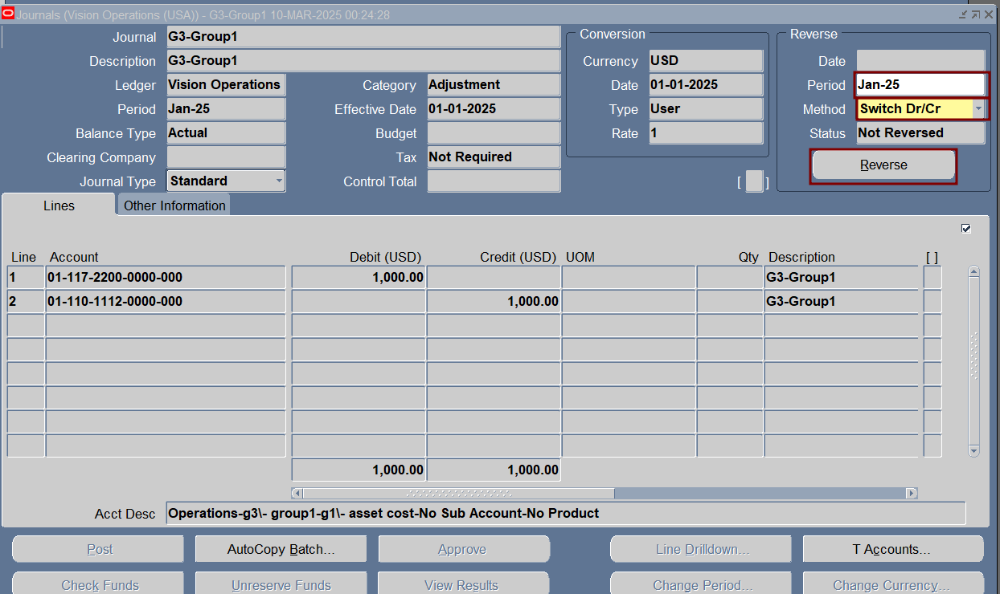 Journals (Vision Operations (USA)) - G3-Group1 10-MAR-2025 00:24:28
Journal G3-Group1
Description G3-Group1
Ledger Vision Operations Category Adjustment
Period Jan-25 Effective Date 01-01-2025
Balance Type Actual Budget
Clearing Company Tax Not Required
Journal Type Standard Control Total
Conversion
Currency USD
Date 01-01-2025
Type User
Rate 1
[ ]
Reverse
Date
Period Jan-25
Method Switch Dr/Cr
Status Not Reversed
Reverse
Lines Other Information
Line Account Debit (USD) Credit (USD) UOM Qty Description [ ]
1 01-117-2200-0000-000 1,000.00 G3-Group1
2 01-110-1112-0000-000 1,000.00 G3-Group1
1,000.00 1,000.00
Acct Desc Operations-g3\- group1-g1\- asset cost-No Sub Account-No Product
Post AutoCopy Batch... Approve Line Drilldown... T Accounts...
Check Funds Unreserve Funds View Results Change Period... Change Currency...